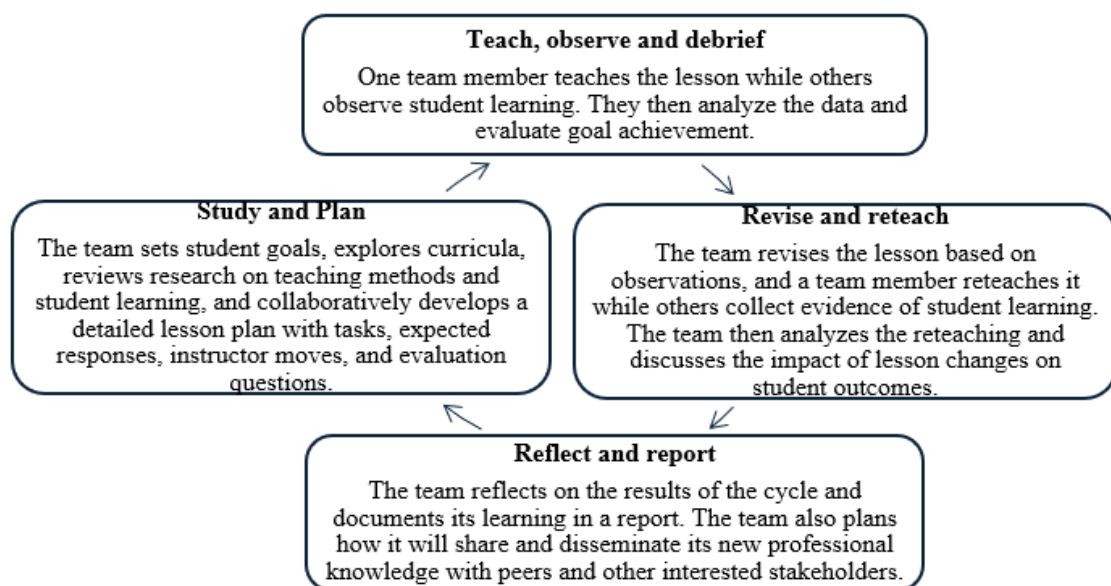 Teach, observe and debrief
One team member teaches the lesson while others
observe student learning. They then analyze the data and
evaluate goal achievement.
Study and Plan
The team sets student goals, explores curricula,
reviews research on teaching methods and
student learning, and collaboratively develops a
detailed lesson plan with tasks, expected
responses, instructor moves, and evaluation
questions.
Revise and reteach
The team revises the lesson based on
observations, and a team member reteaches it
while others collect evidence of student learning.
The team then analyzes the reteaching and
discusses the impact of lesson changes on
student outcomes.
Reflect and report
The team reflects on the results of the cycle and
documents its learning in a report. The team also plans
how it will share and disseminate its new professional
knowledge with peers and other interested stakeholders.